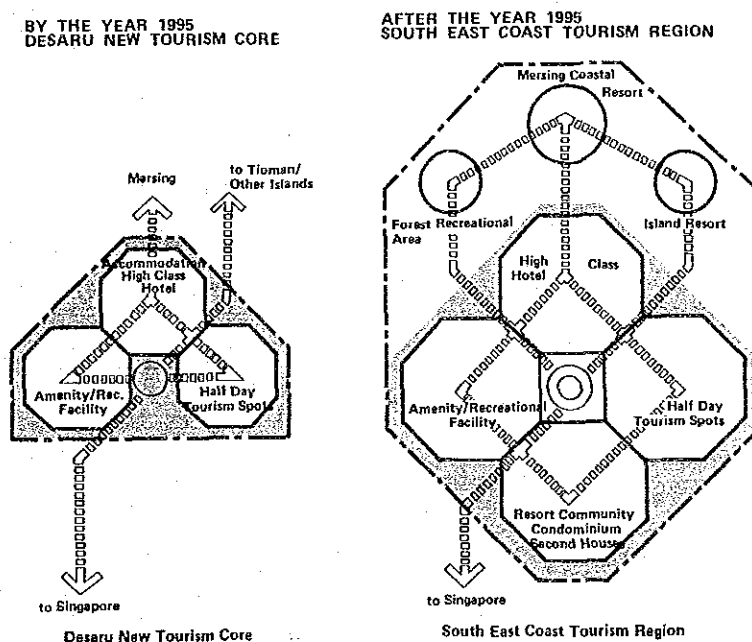 BY THE YEAR 1995
DESARU NEW TOURISM CORE
Mersing
to Tioman/
Other Islands
Accommodation
High Class
Hotel
Amenity/Rec.
Facility
Half Day
Tourism Spots
to Singapore
Desaru New Tourism Core
AFTER THE YEAR 1995
SOUTH EAST COAST TOURISM REGION
Mersing Coastal
Resort
Forest Recreational
Area
Island Resort
High Class
Hotel
Amenity/Recreational
Facility
Half Day
Tourism Spots
Resort Community
Condominium
Second Houses
to Singapore
South East Coast Tourism Region